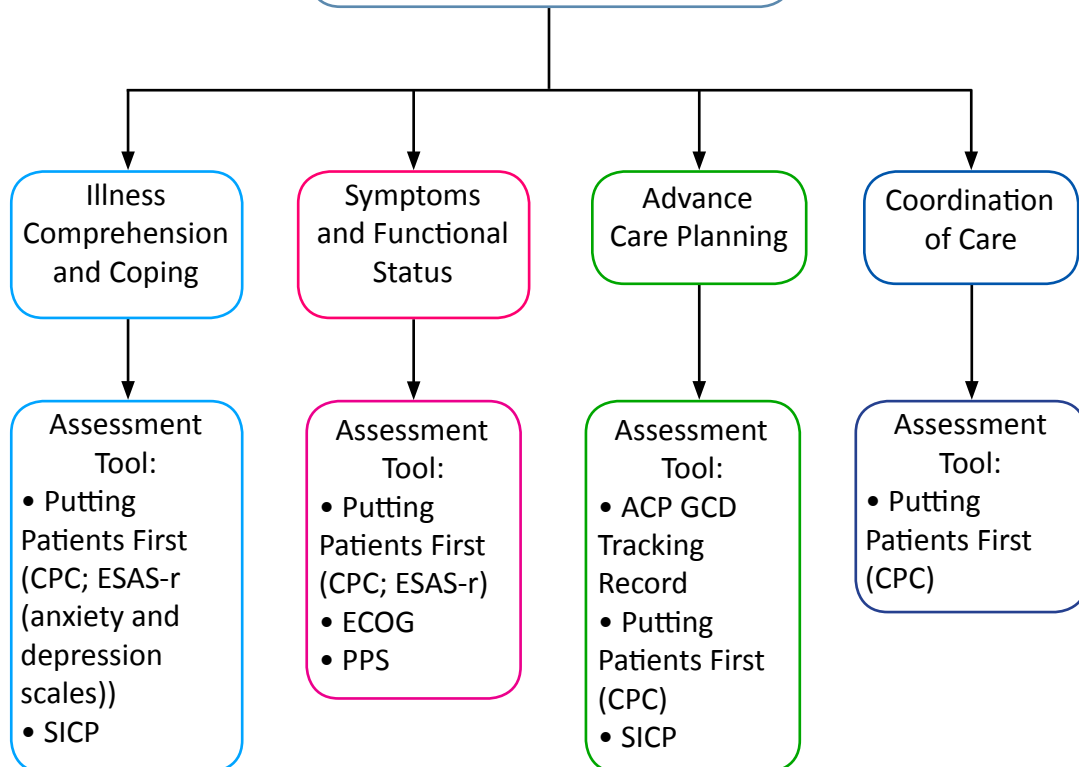 Illness
Comprehension
and Coping
Symptoms
and Functional
Status
Advance
Care Planning
Coordination
of Care
Assessment
Tool:
• Putting
Patients First
(CPC; ESAS-r
(anxiety and
depression
scales))
• SICP
Assessment
Tool:
• Putting
Patients First
(CPC; ESAS-r)
• ECOG
• PPS
Assessment
Tool:
• ACP GCD
Tracking
Record
• Putting
Patients First
(CPC)
• SICP
Assessment
Tool:
• Putting
Patients First
(CPC)